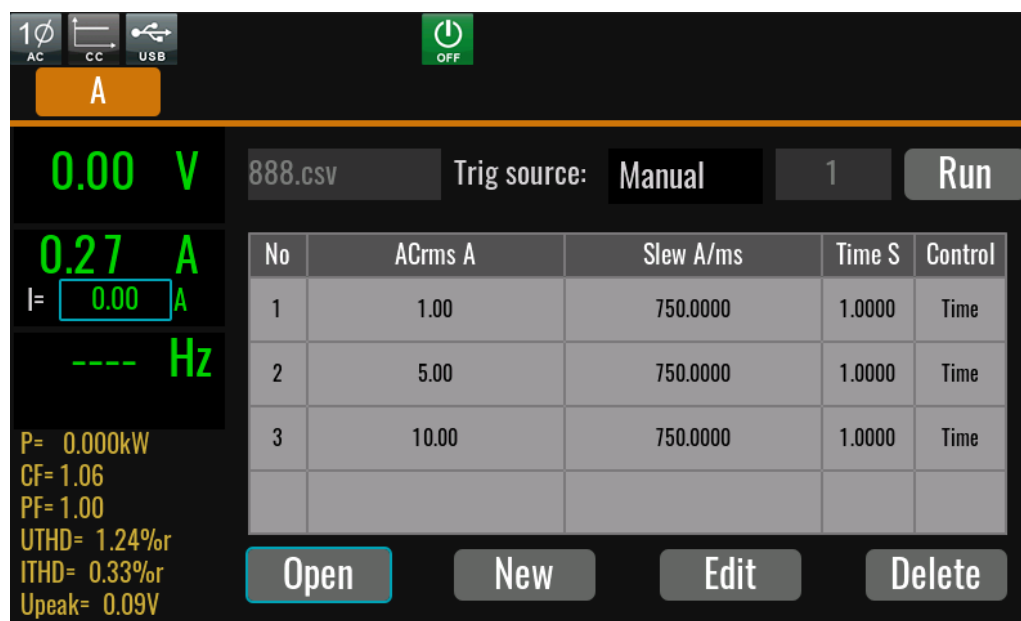 1Ø AC CC USB OFF
A
0.00 V
888.csv Trig source: Manual 1 Run
0.27 A
I= 0.00 A
---- Hz
P= 0.000kW
CF= 1.06
PF= 1.00
UTHD= 1.24%r
ITHD= 0.33%r
Upeak= 0.09V
No ACrms A Slew A/ms Time S Control
1 1.00 750.0000 1.0000 Time
2 5.00 750.0000 1.0000 Time
3 10.00 750.0000 1.0000 Time
Open New Edit Delete